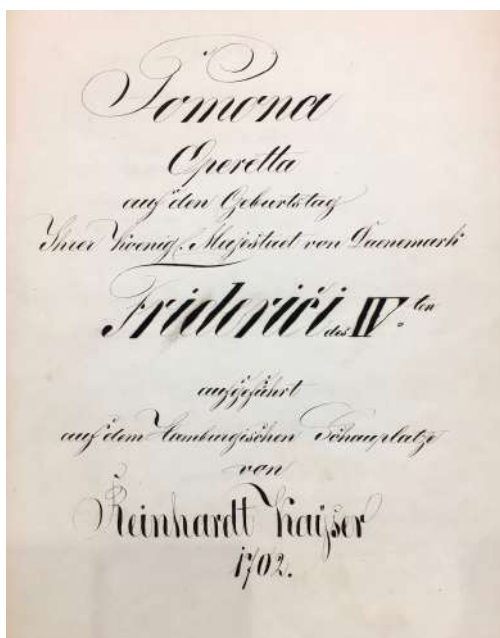 Pomona
Operetta
auf den Geburtstag
Ihrer Koenigl. Majestaet von Daenemark
Friderici des IV.ten
aufgeführt
auf dem Hamburgischen Schauplatze
von
Reinhardt Kayser
1702.